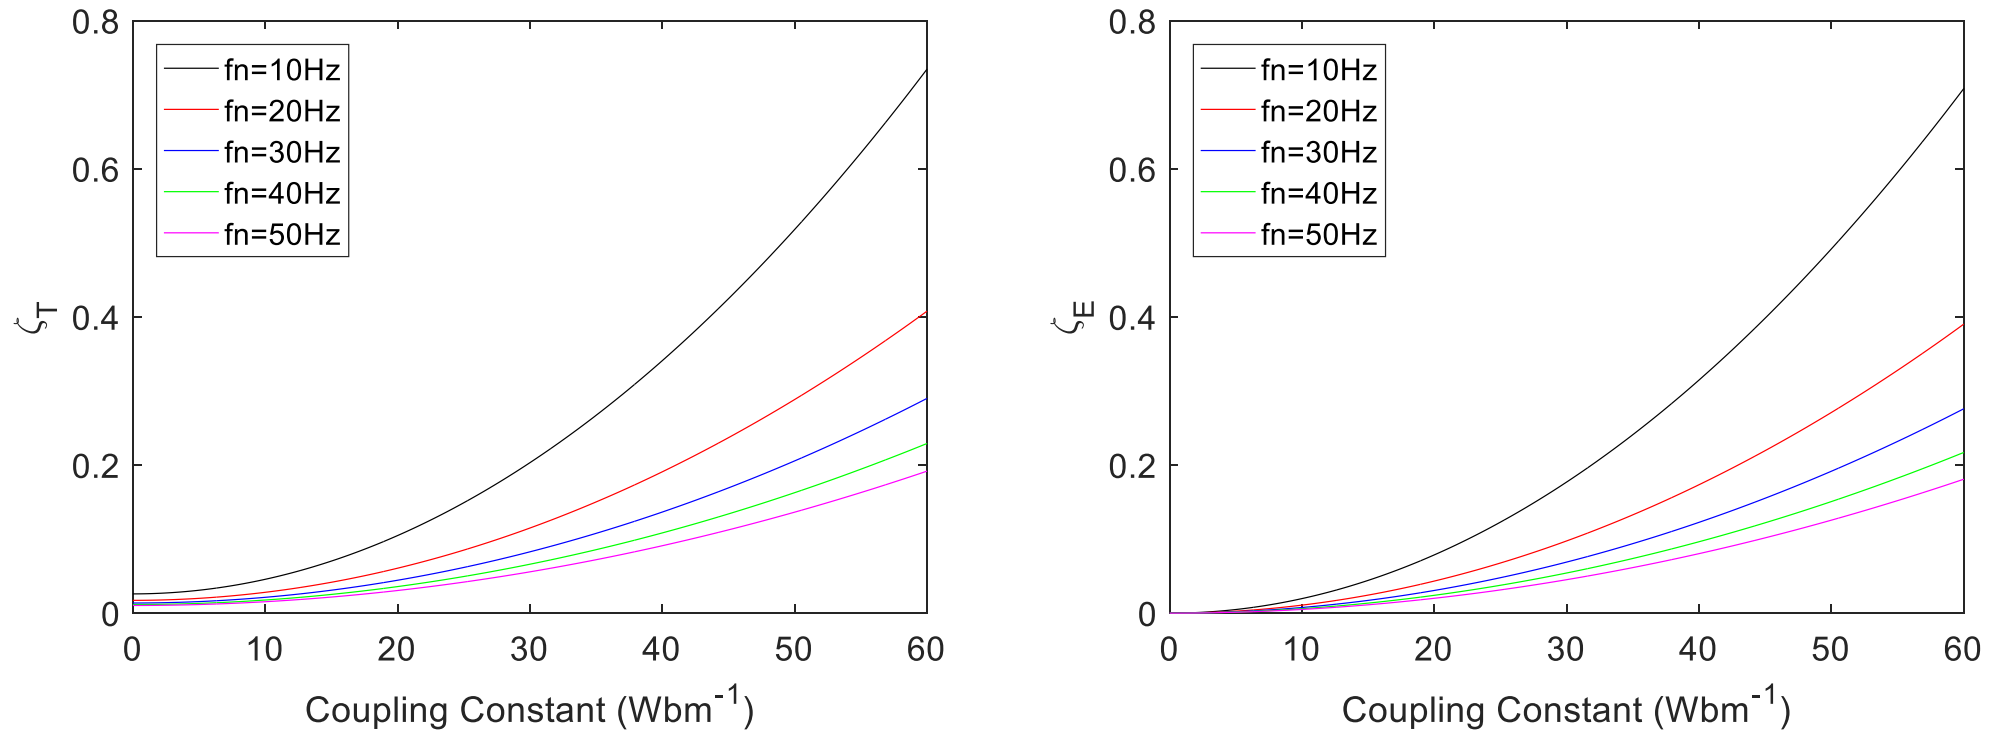 0.8
0.6
0.4
0.2
0
ζT
fn=10Hz
fn=20Hz
fn=30Hz
fn=40Hz
fn=50Hz
0 10 20 30 40 50 60
Coupling Constant (Wbm-1)
0.8
0.6
0.4
0.2
0
ζE
fn=10Hz
fn=20Hz
fn=30Hz
fn=40Hz
fn=50Hz
0 10 20 30 40 50 60
Coupling Constant (Wbm-1)